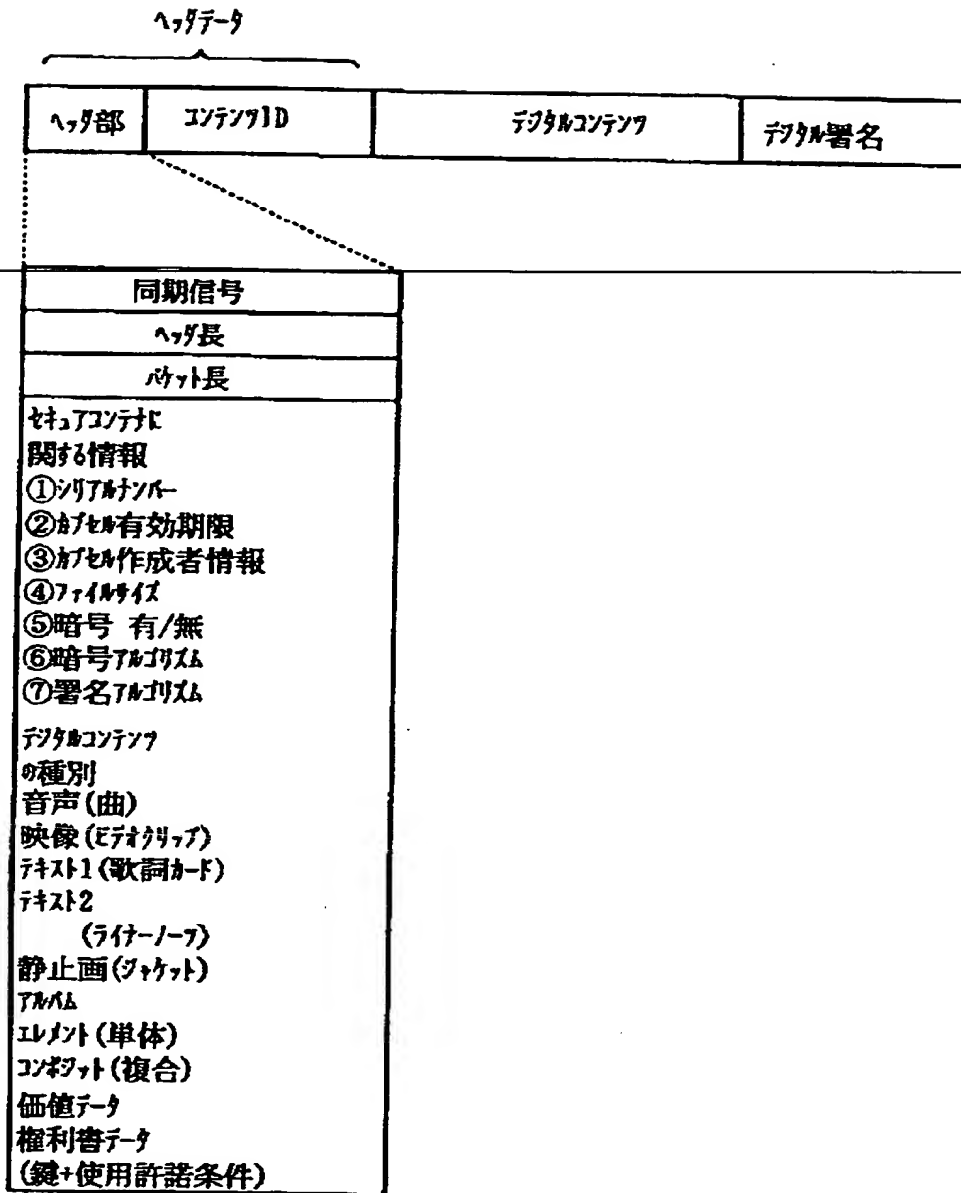 ﾍｯﾀﾞﾃﾞｰﾀ
ﾍｯﾀﾞ部 ｺﾝﾃﾝﾂID ﾃﾞｼﾞﾀﾙｺﾝﾃﾝﾂ ﾃﾞｼﾞﾀﾙ署名
同期信号
ﾍｯﾀﾞ長
ﾊﾟｹｯﾄ長
ｾｷｭｱｺﾝﾃﾅに
関する情報
①ｼﾘｱﾙﾅﾝﾊﾞｰ
②ｶﾌﾟｾﾙ有効期限
③ｶﾌﾟｾﾙ作成者情報
④ﾌｧｲﾙｻｲｽﾞ
⑤暗号 有/無
⑥暗号ｱﾙｺﾞﾘｽﾞﾑ
⑦署名ｱﾙｺﾞﾘｽﾞﾑ
ﾃﾞｼﾞﾀﾙｺﾝﾃﾝﾂ
の種別
音声(曲)
映像(ﾋﾞﾃﾞｵｸﾘｯﾌﾟ)
ﾃｷｽﾄ1(歌詞ｶｰﾄﾞ)
ﾃｷｽﾄ2
(ﾗｲﾅｰﾉｰﾂ)
静止画(ｼﾞｬｹｯﾄ)
ｱﾙﾊﾞﾑ
ｴﾚﾒﾝﾄ(単体)
ｺﾝﾎﾟｼﾞｯﾄ(複合)
価値ﾃﾞｰﾀ
権利書ﾃﾞｰﾀ
(鍵+使用許諾条件)